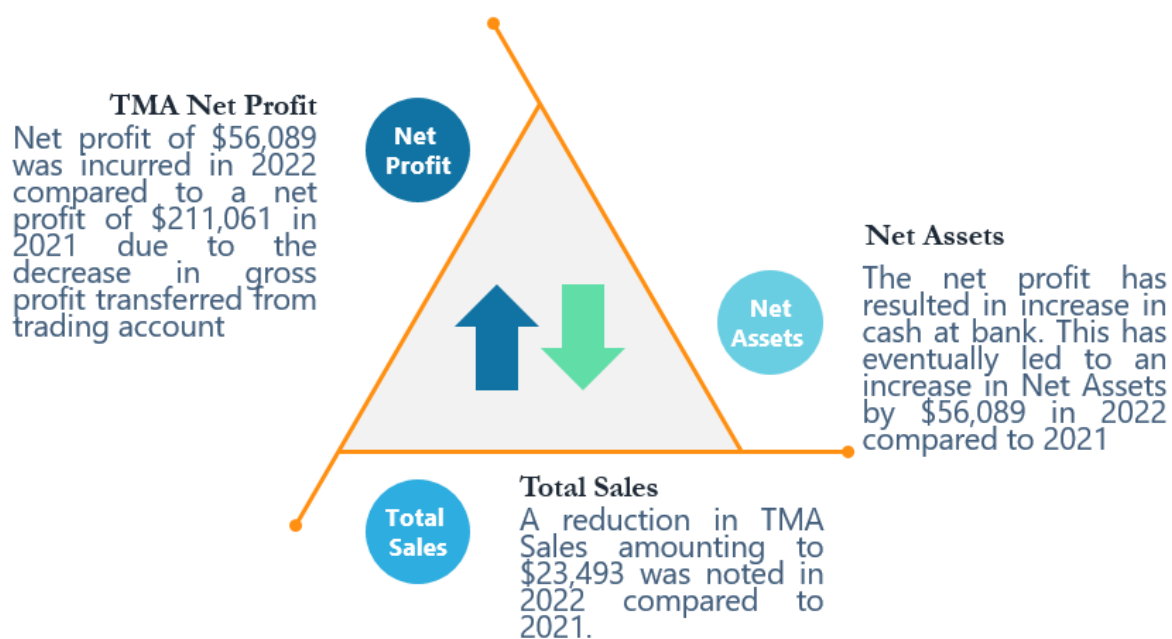 TMA Net Profit
Net profit of $56,089
was incurred in 2022
compared to a net
profit of $211,061 in
2021 due to the
decrease in gross
profit transferred from
trading account
Net
Profit
Net Assets
The net profit has
resulted in increase in
cash at bank. This has
eventually led to an
increase in Net Assets
by $56,089 in 2022
compared to 2021
Net
Assets
Total
Sales
Total Sales
A reduction in TMA
Sales amounting to
$23,493 was noted in
2022 compared to
2021.